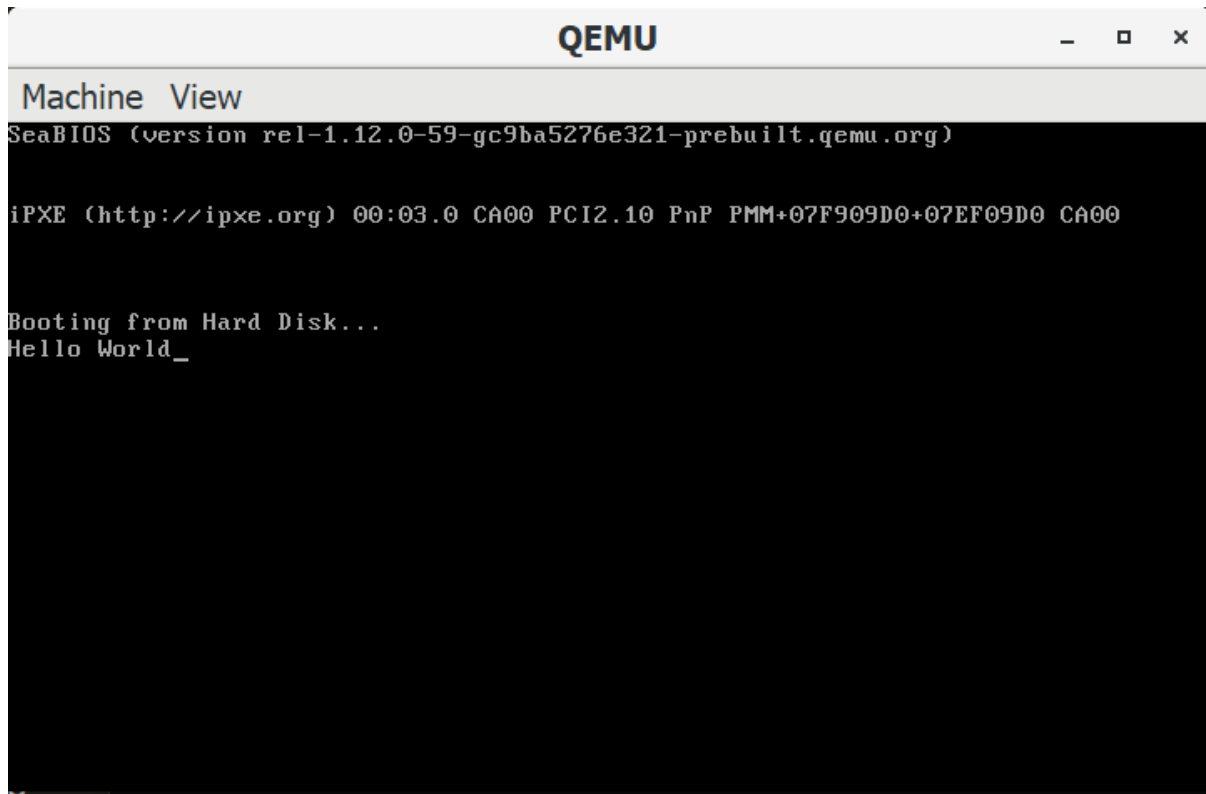 QEMU
Machine View
SeaBIOS (version rel-1.12.0-59-gc9ba5276e321-prebuilt.qemu.org)
iPXE (http://ipxe.org) 00:03.0 CA00 PCI2.10 PnP PMM+07F909D0+07EF09D0 CA00
Booting from Hard Disk...
Hello World_